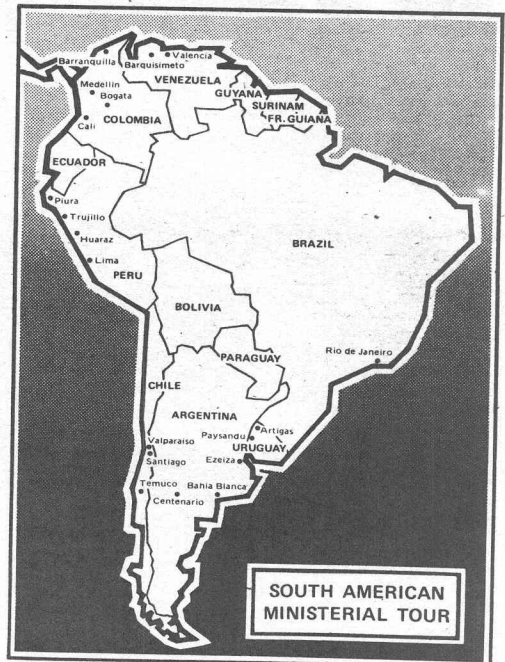 Valencia
Barranquilla
Barquisimeto
VENEZUELA
Medellin
GUYANA
Bogata
SURINAM
COLOMBIA
FR. GUIANA
Cali
ECUADOR
Piura
Trujillo
Huaraz
BRAZIL
Lima
PERU
BOLIVIA
PARAGUAY
Rio de Janeiro
CHILE
ARGENTINA
Artigas
Paysandu
Valparaiso
URUGUAY
Santiago
Ezeiza
Temuco
Bahia Blanca
Centenario
SOUTH AMERICAN
MINISTERIAL TOUR